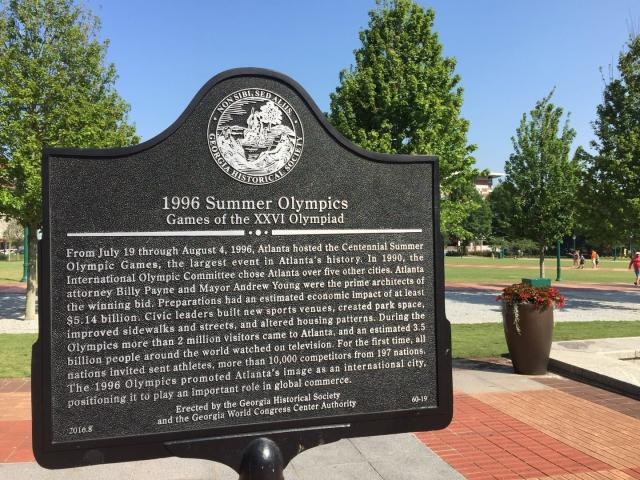 NON SIBI, SED ALIIS
GEORGIA HISTORICAL SOCIETY
1996 Summer Olympics
Games of the XXVI Olympiad
From July 19 through August 4, 1996, Atlanta hosted the Centennial Summer
Olympic Games, the largest event in Atlanta's history. In 1990, the
International Olympic Committee chose Atlanta over five other cities. Atlanta
attorney Billy Payne and Mayor Andrew Young were the prime architects of
the winning bid. Preparations had an estimated economic impact of at least
$5.14 billion. Civic leaders built new sports venues, created park space,
improved sidewalks and streets, and altered housing patterns. During the
Olympics more than 2 million visitors came to Atlanta, and an estimated 3.5
billion people around the world watched on television. For the first time, all
nations invited sent athletes, more than 10,000 competitors from 197 nations.
The 1996 Olympics promoted Atlanta's image as an international city,
positioning it to play an important role in global commerce.
Erected by the Georgia Historical Society
and the Georgia World Congress Center Authority
2016.8
60-19